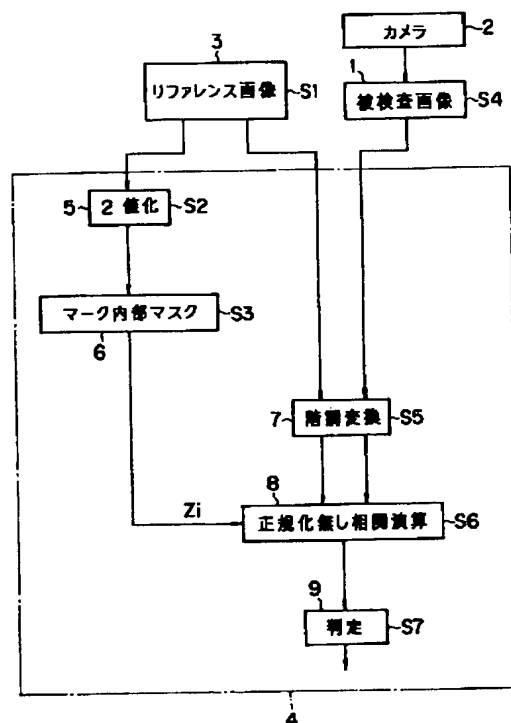 カメラ 2
3
1
リファレンス画像 S1
被検査画像 S4
5 2値化 S2
マーク内部マスク S3
6
7 階調変換 S5
8
Zi
正規化無し相関演算 S6
9
判定 S7
4